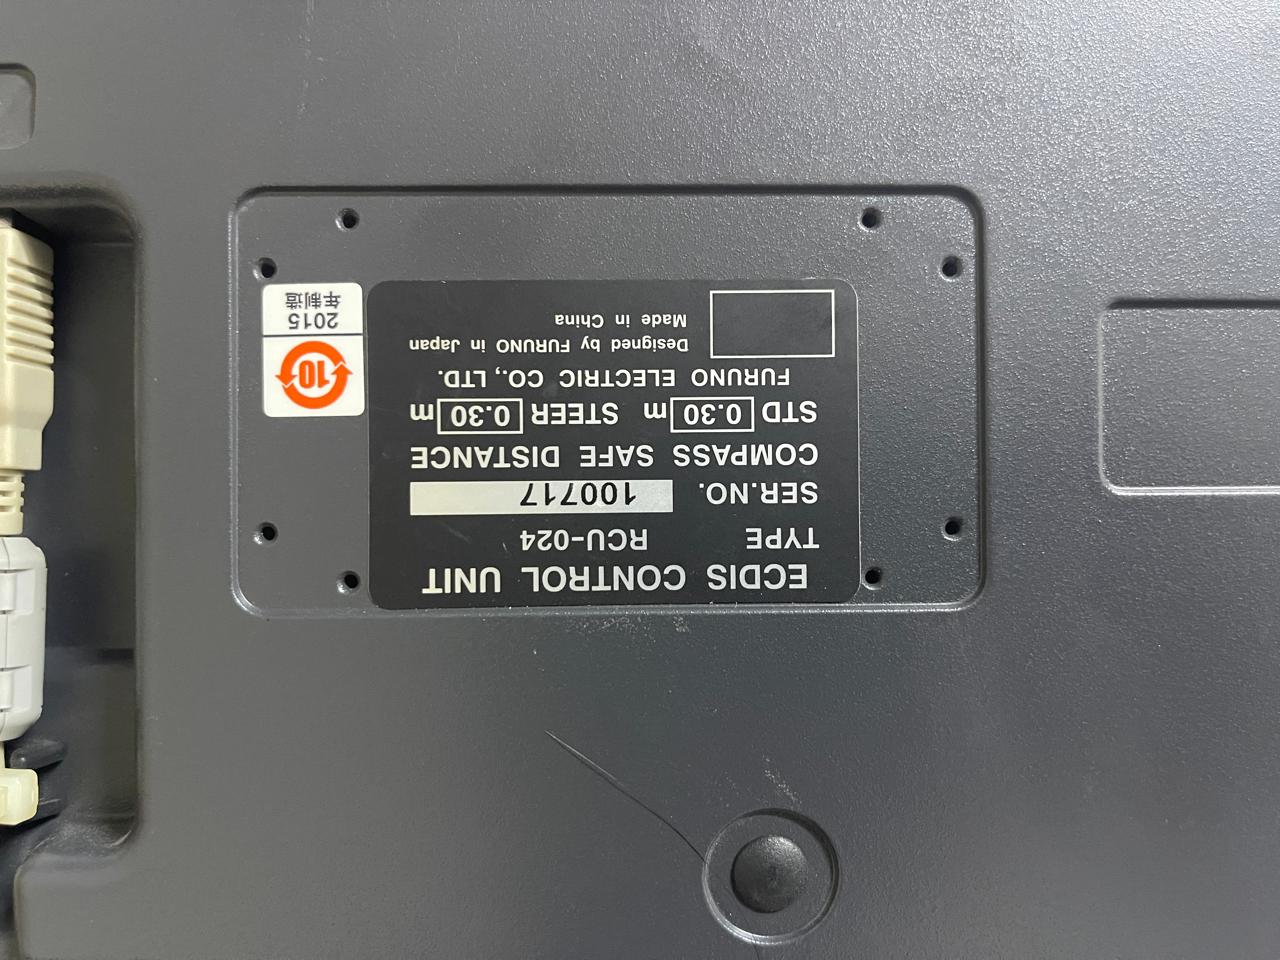 ECDIS CONTROL UNIT
TYPE RCU-024
SER.NO. 100717
COMPASS SAFE DISTANCE
STD 0.30 m STEER 0.30 m
FURUNO ELECTRIC CO., LTD.
Designed by FURUNO in Japan
Made in China
10
2015
年制造